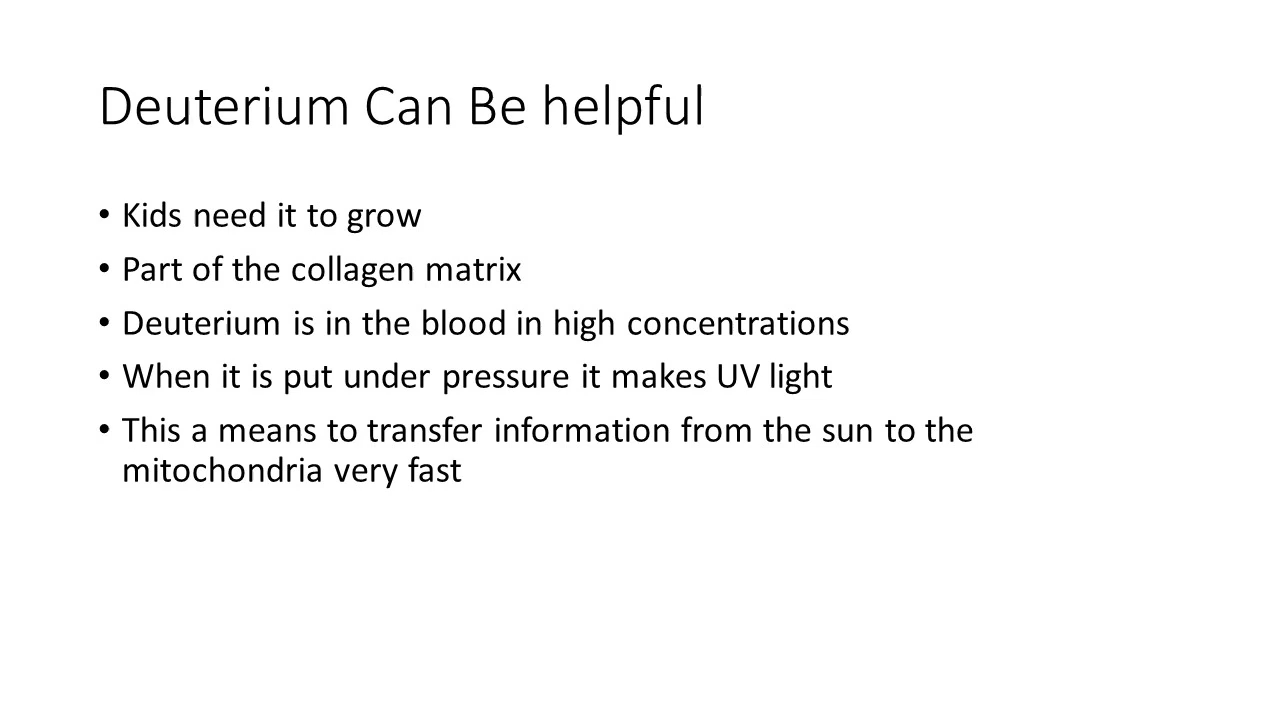 Deuterium Can Be helpful
• Kids need it to grow
• Part of the collagen matrix
• Deuterium is in the blood in high concentrations
• When it is put under pressure it makes UV light
• This a means to transfer information from the sun to the
mitochondria very fast